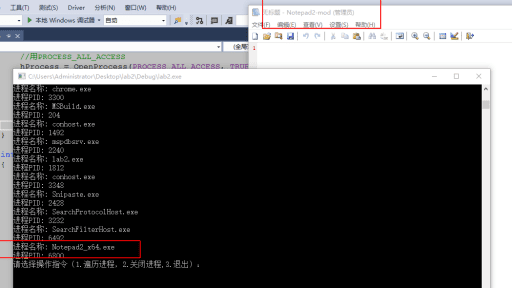 测试(S) Driver 分析(N) 窗口(W) 帮助(H)
本地 Windows 调试器 自动
//用PROCESS_ALL_ACCESS
hProcess = OpenProcess(PROCESS_ALL_ACCESS, TRUE
- Notepad2-mod (管理员)
文件(F) 编辑(E) 查看(V) 设置(S) 帮助(H)
1
C:\Users\Administrator\Desktop\lab2\Debug\lab2.exe
进程名称: chrome.exe
进程PID: 3300
进程名称: MSBuild.exe
进程PID: 204
进程名称: conhost.exe
进程PID: 1492
进程名称: mspdbsrv.exe
进程PID: 2240
进程名称: lab2.exe
进程PID: 1812
进程名称: conhost.exe
进程PID: 3348
进程名称: Snipaste.exe
进程PID: 2428
进程名称: SearchProtocolHost.exe
进程PID: 3232
进程名称: SearchFilterHost.exe
进程PID: 6492
进程名称: Notepad2_x64.exe
进程PID: 6800
请选择操作指令（1.遍历进程，2.关闭进程,3.退出）:
}
{